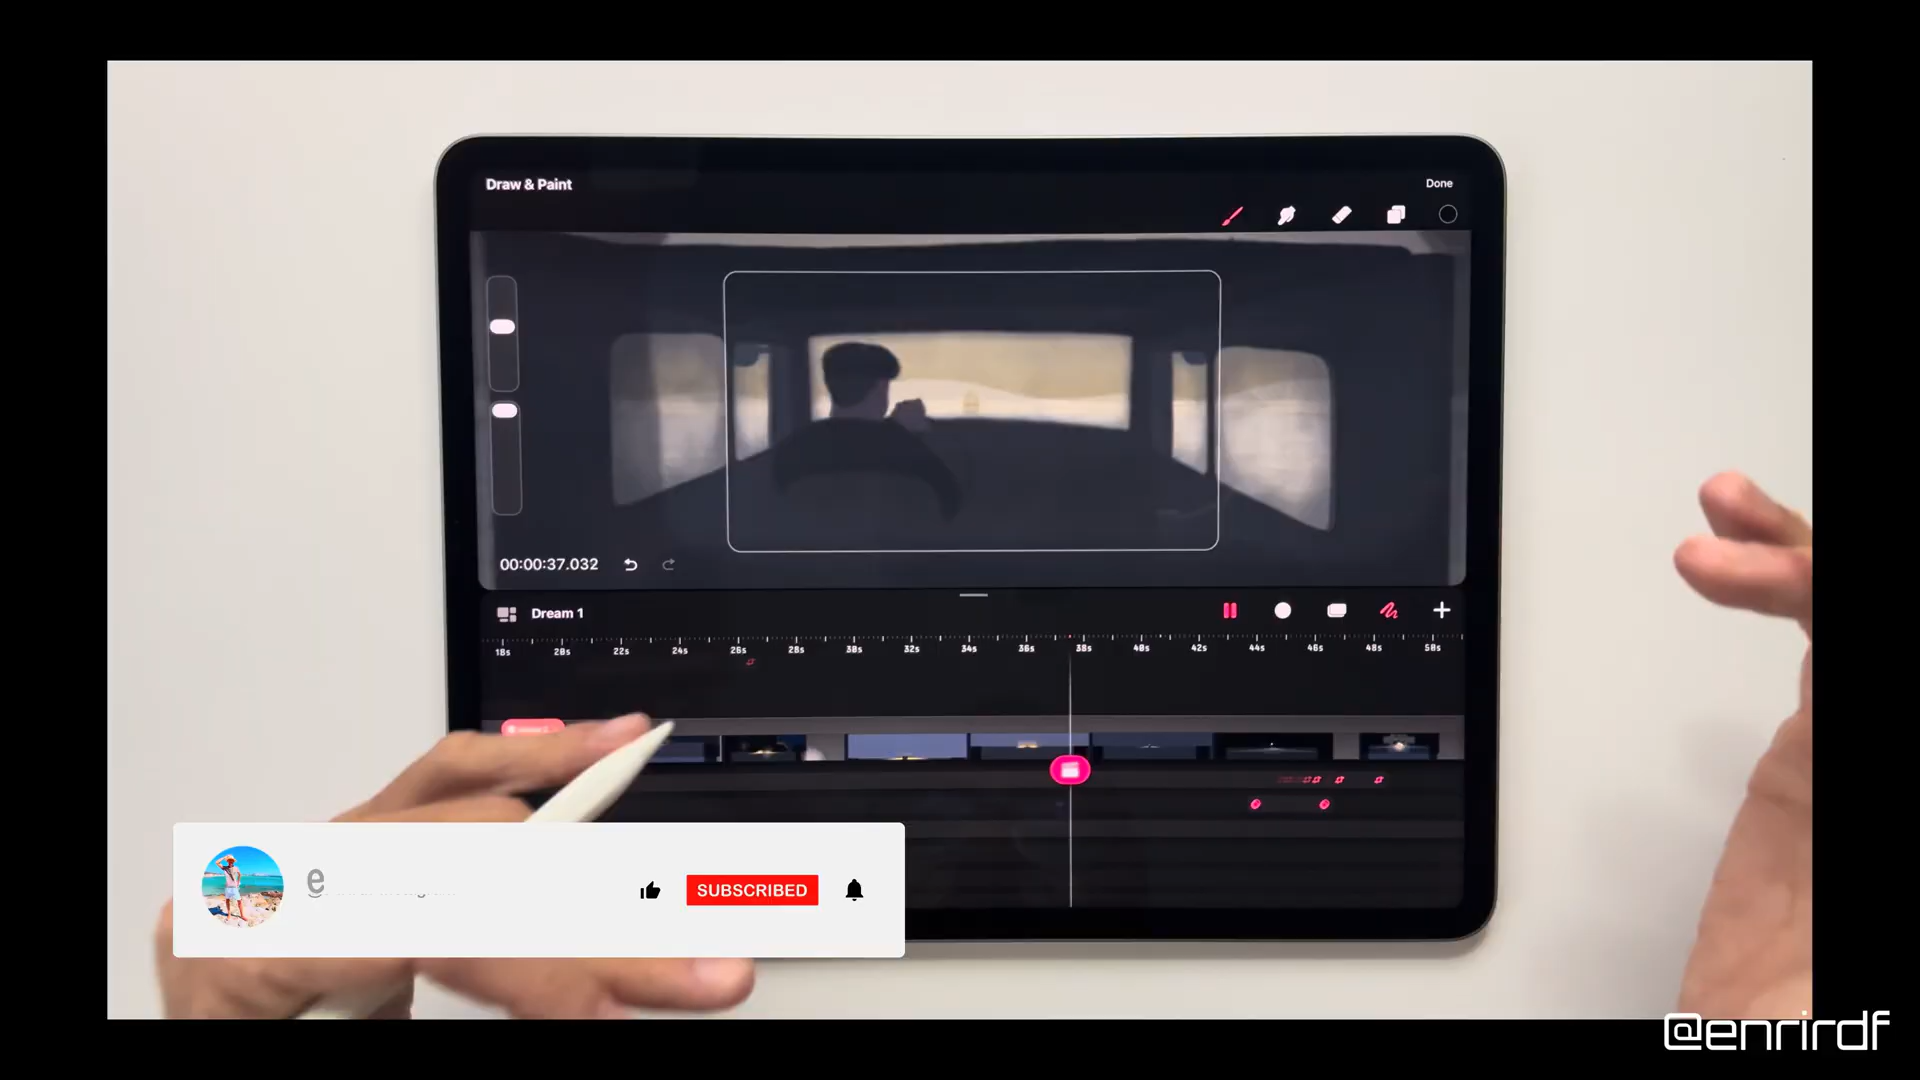 Draw & Paint
Done
00:00:37.032
Dream 1
18s 20s 22s 24s 26s 28s 30s 32s 34s 36s 38s 40s 42s 44s 46s 48s 50s
e
SUBSCRIBED
@enrirdf